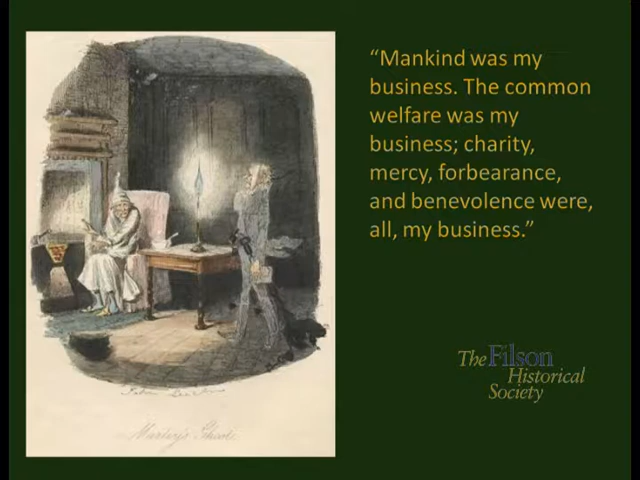 “Mankind was my
business. The common
welfare was my
business; charity,
mercy, forbearance,
and benevolence were,
all, my business.”
The Filson
Historical
Society
Marley's Ghost.